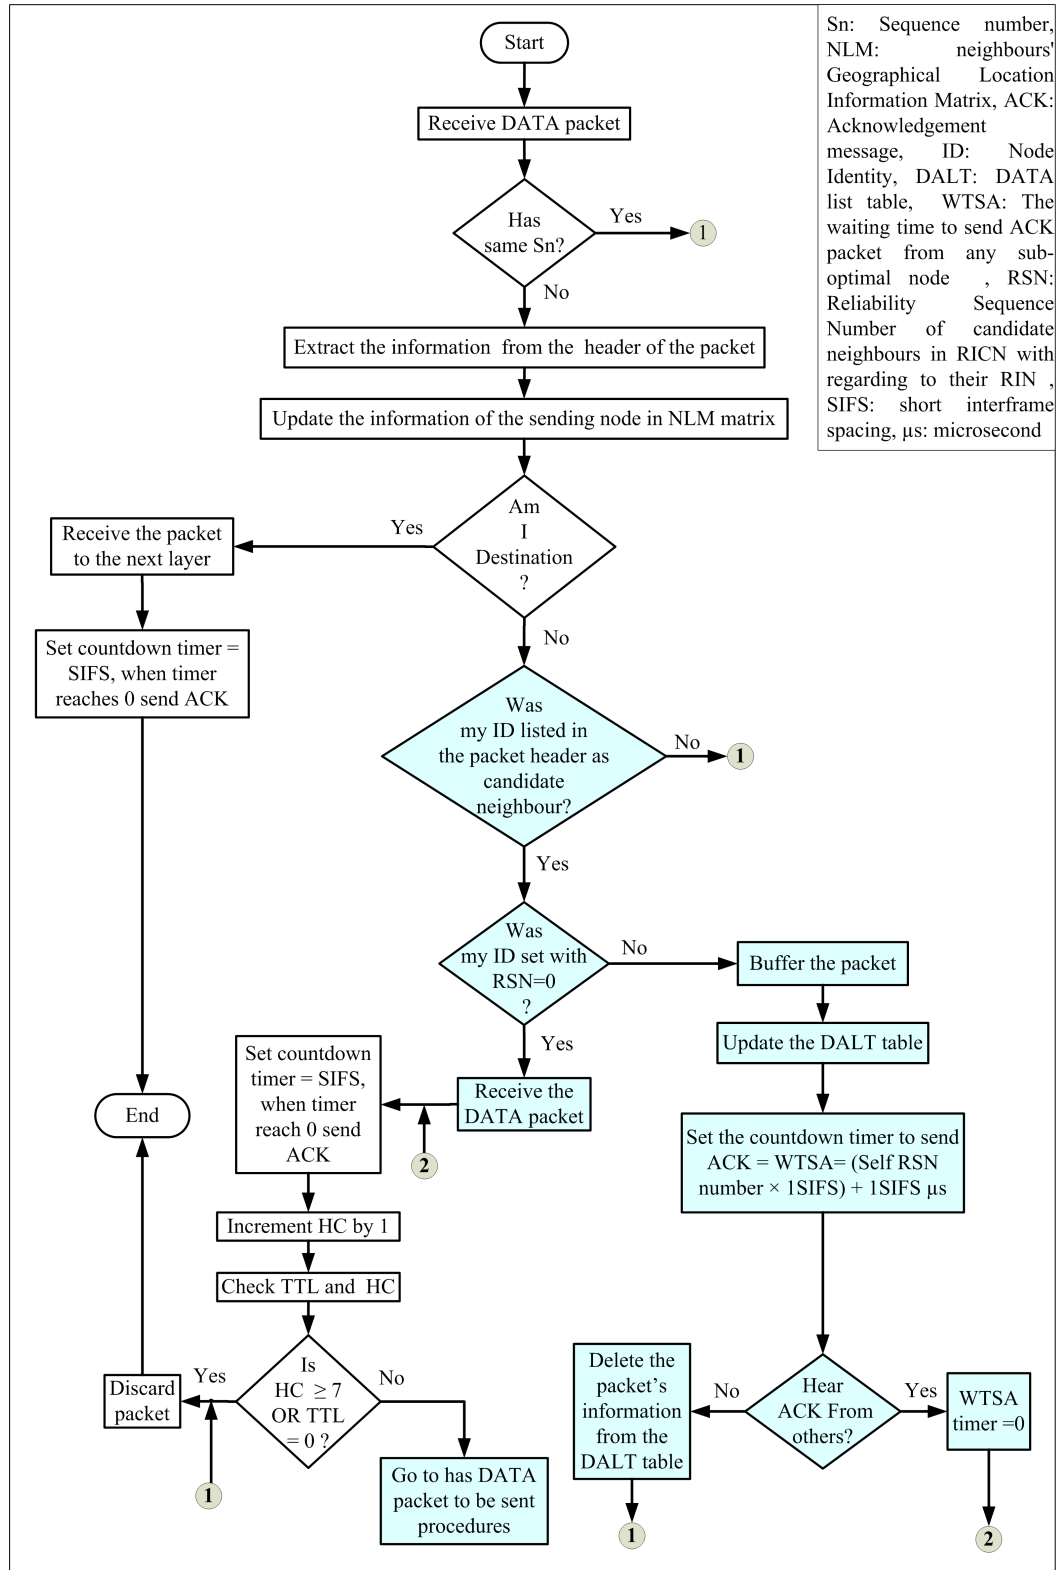 Start
Receive DATA packet
Has
same Sn?
Yes
1
No
Extract the information from the header of the packet
Update the information of the sending node in NLM matrix
Am
I
Destination
?
Yes
Receive the packet
to the next layer
Set countdown timer =
SIFS, when timer
reaches 0 send ACK
No
Was
my ID listed in
the packet header as
candidate
neighbour?
No
1
Yes
Was
my ID set with
RSN=0
?
No
Buffer the packet
Update the DALT table
Set the countdown timer to send
ACK = WTSA= (Self RSN
number × 1SIFS) + 1SIFS µs
Yes
Receive the
DATA packet
2
Set countdown
timer = SIFS,
when timer
reach 0 send
ACK
End
Increment HC by 1
Check TTL and HC
Is
HC ≥ 7
OR TTL
= 0 ?
Yes
Discard
packet
1
No
Go to has DATA
packet to be sent
procedures
Hear
ACK From
others?
No
Delete the
packet's
information
from the
DALT table
1
Yes
WTSA
timer =0
2
Sn: Sequence number,
NLM: neighbours'
Geographical Location
Information Matrix, ACK:
Acknowledgement
message, ID: Node
Identity, DALT: DATA
list table, WTSA: The
waiting time to send ACK
packet from any sub-
optimal node , RSN:
Reliability Sequence
Number of candidate
neighbours in RICN with
regarding to their RIN ,
SIFS: short interframe
spacing, µs: microsecond